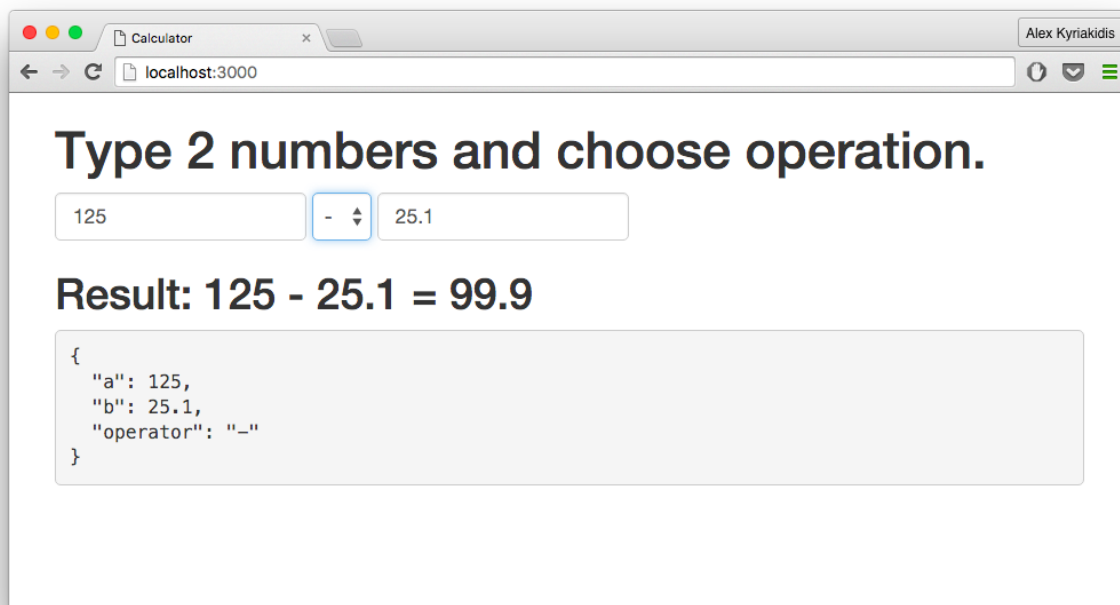 Calculator
Alex Kyriakidis
localhost:3000
Type 2 numbers and choose operation.
125 - 25.1
Result: 125 - 25.1 = 99.9
{
"a": 125,
"b": 25.1,
"operator": "-"
}